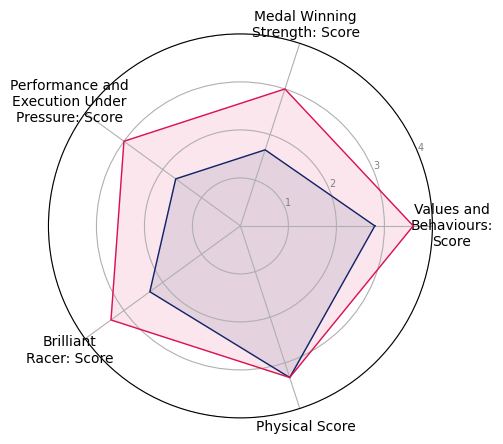 Medal Winning
Strength: Score
Performance and
Execution Under
Pressure: Score
4
3
2
1
Values and
Behaviours:
Score
Brilliant
Racer: Score
Physical Score